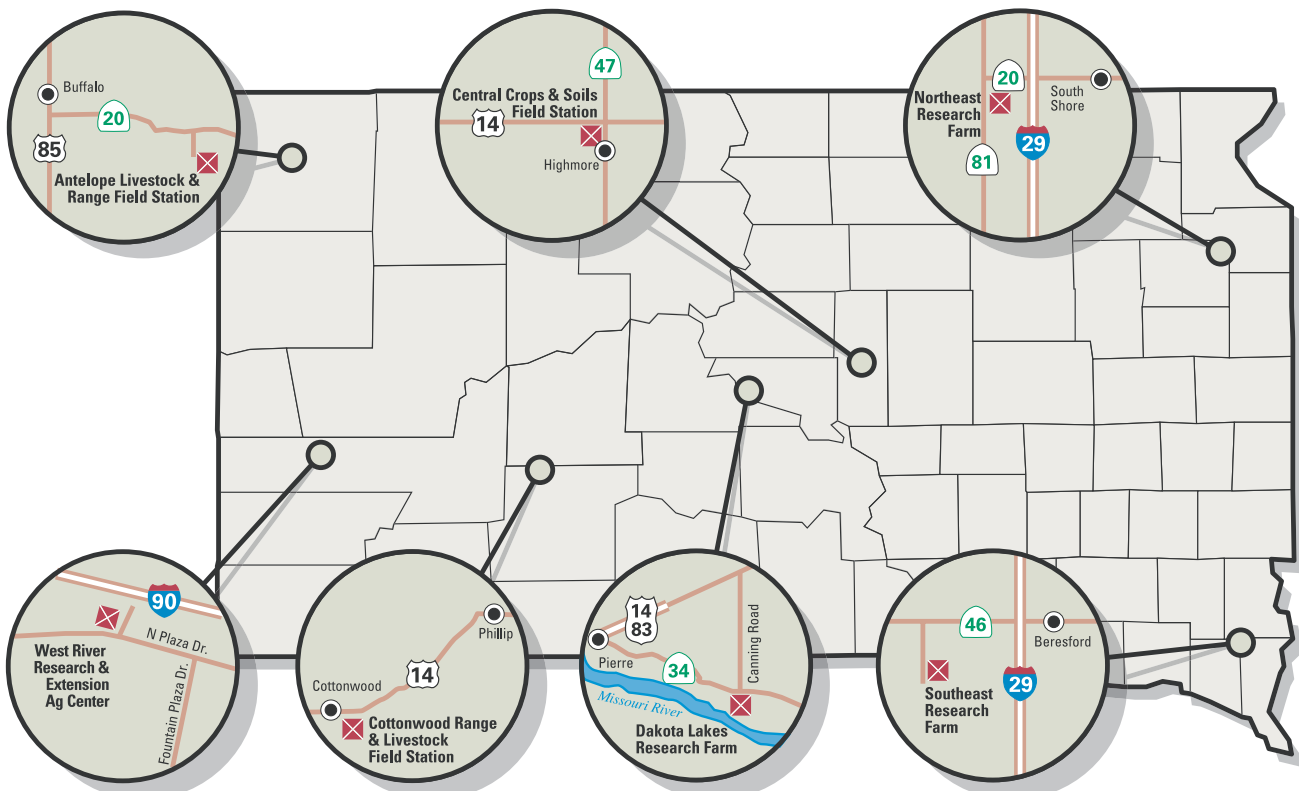 Buffalo
20
85
Antelope Livestock &
Range Field Station
47
Central Crops & Soils
Field Station
14
Highmore
20
Northeast
Research
Farm
South
Shore
29
81
90
N Plaza Dr.
West River
Research &
Extension
Ag Center
Fountain Plaza Dr.
Phillip
14
Cottonwood
Cottonwood Range
& Livestock
Field Station
14
83
Pierre
Canning Road
34
Missouri River
Dakota Lakes
Research Farm
46
Beresford
29
Southeast
Research
Farm